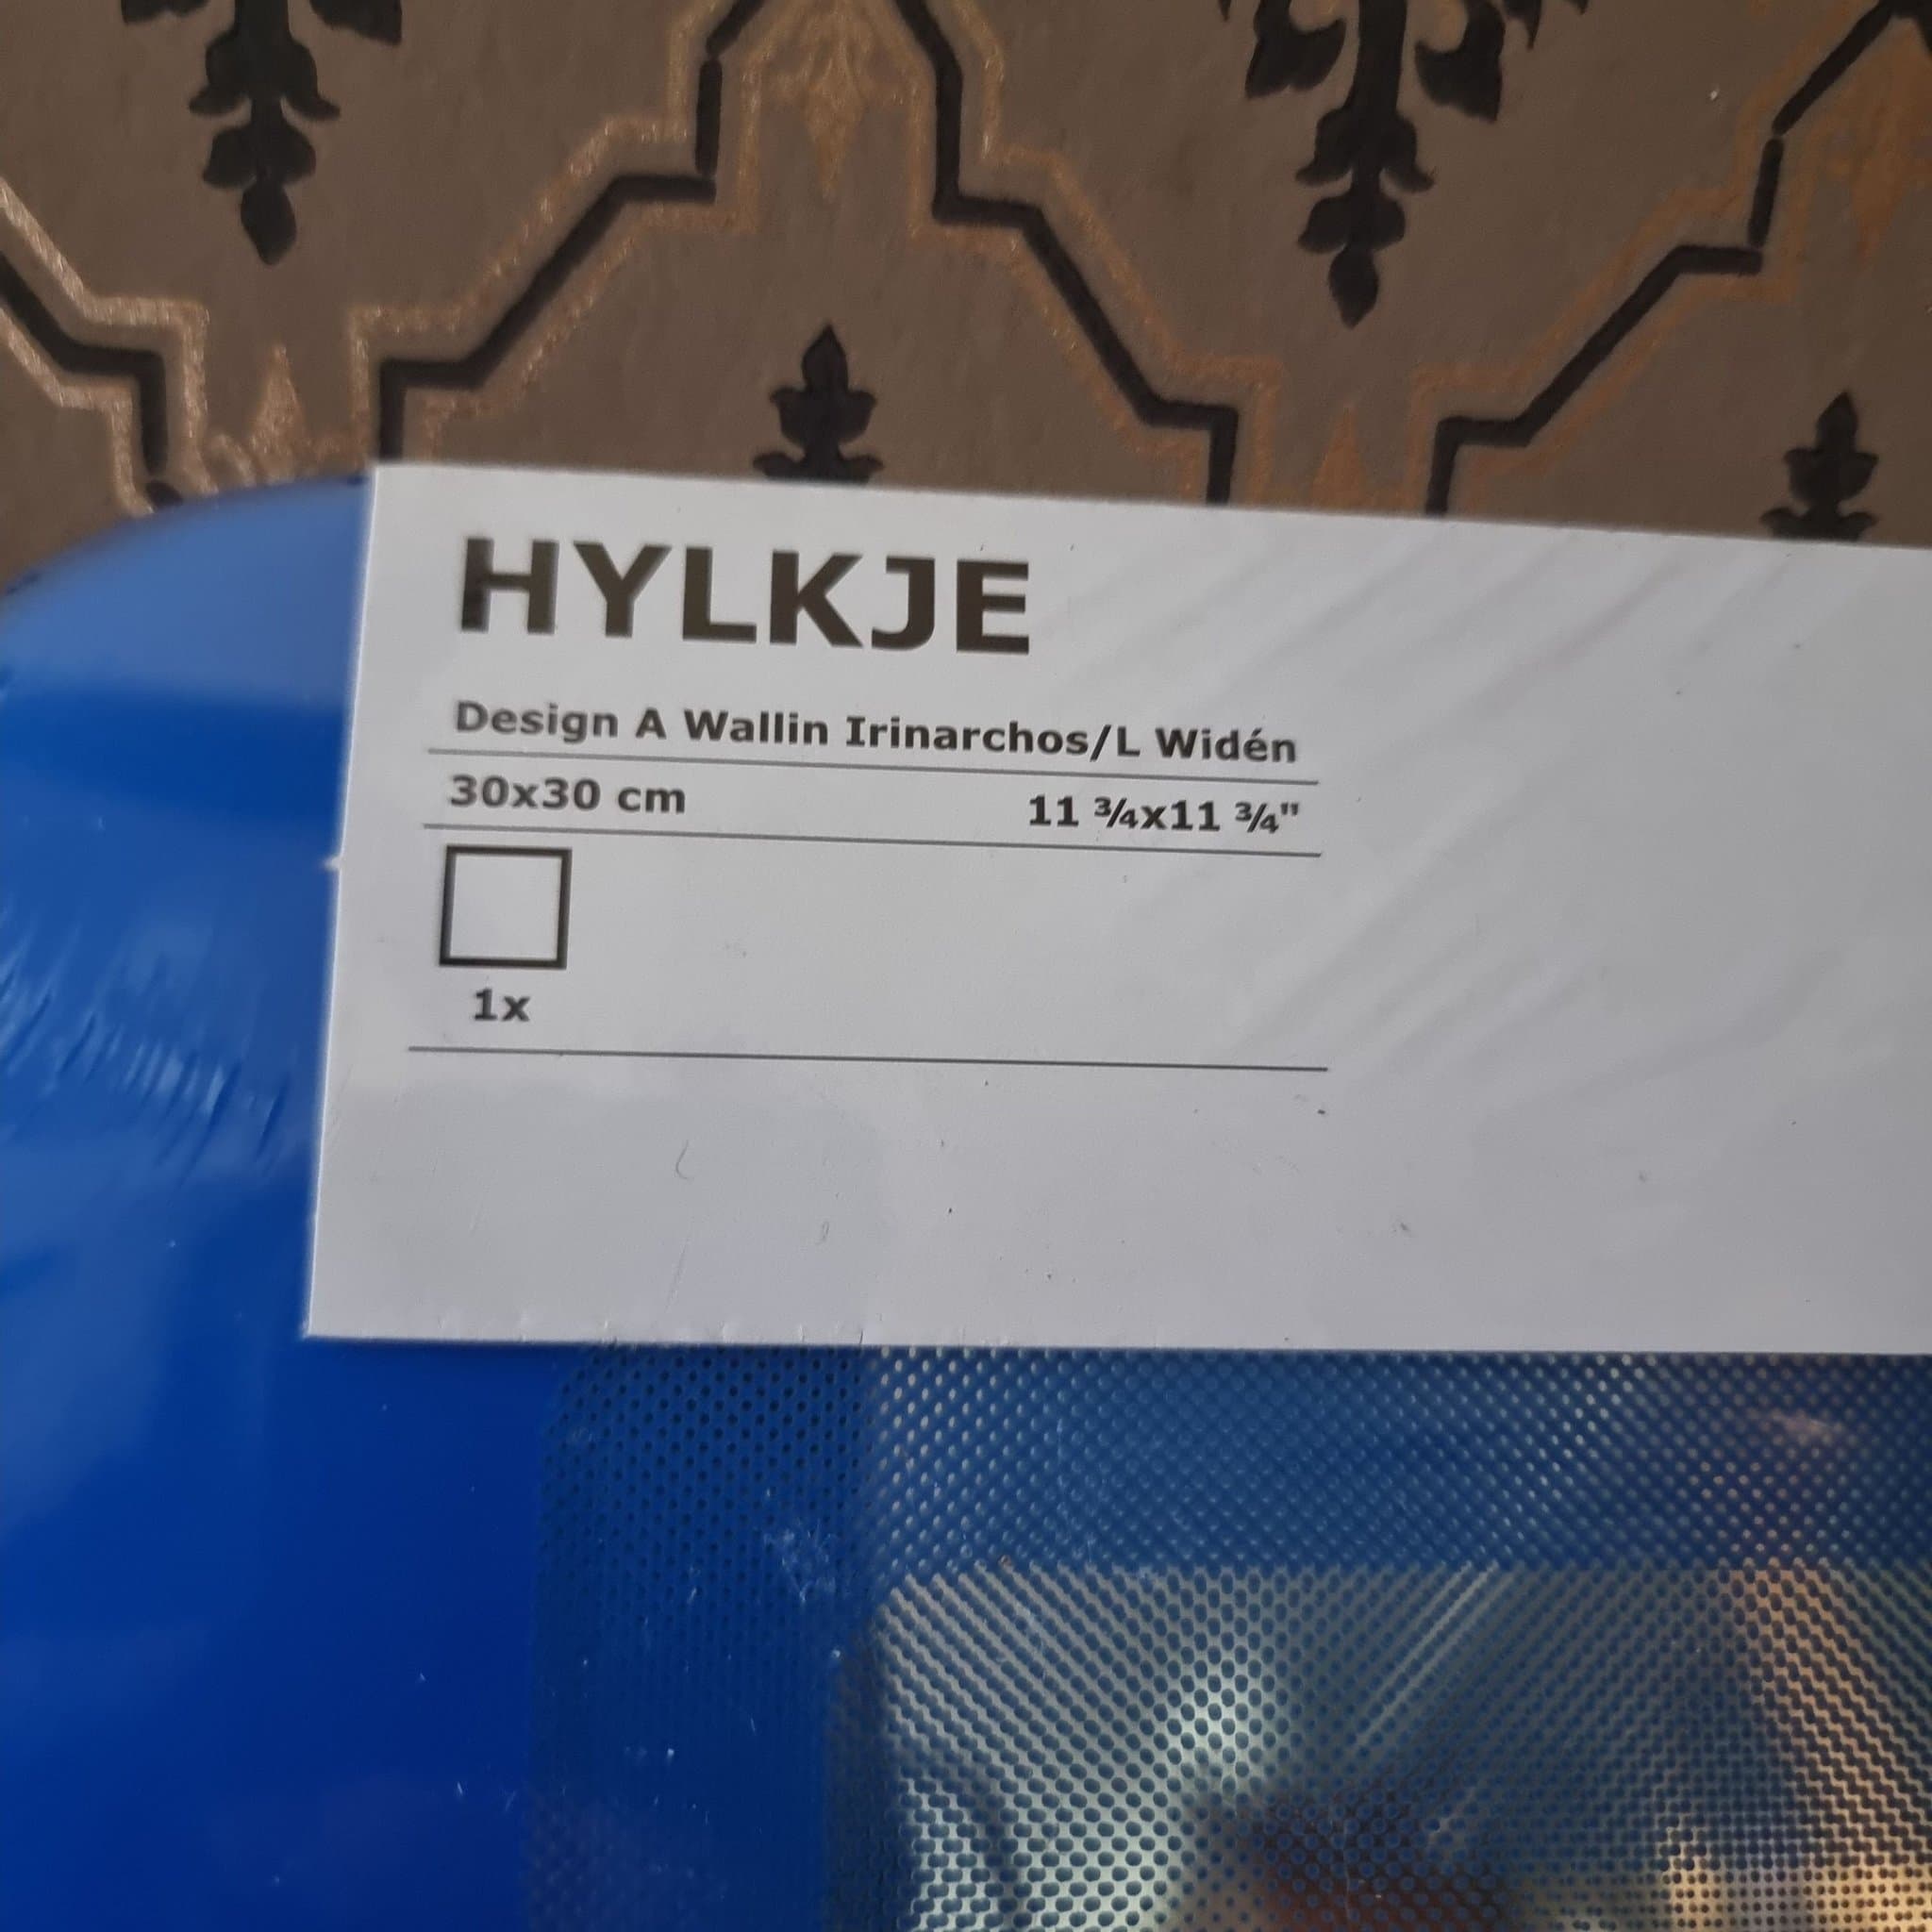 HYLKJE
Design A Wallin Irinarchos/L Widén
30x30 cm 11 ¾x11 ¾"
1x